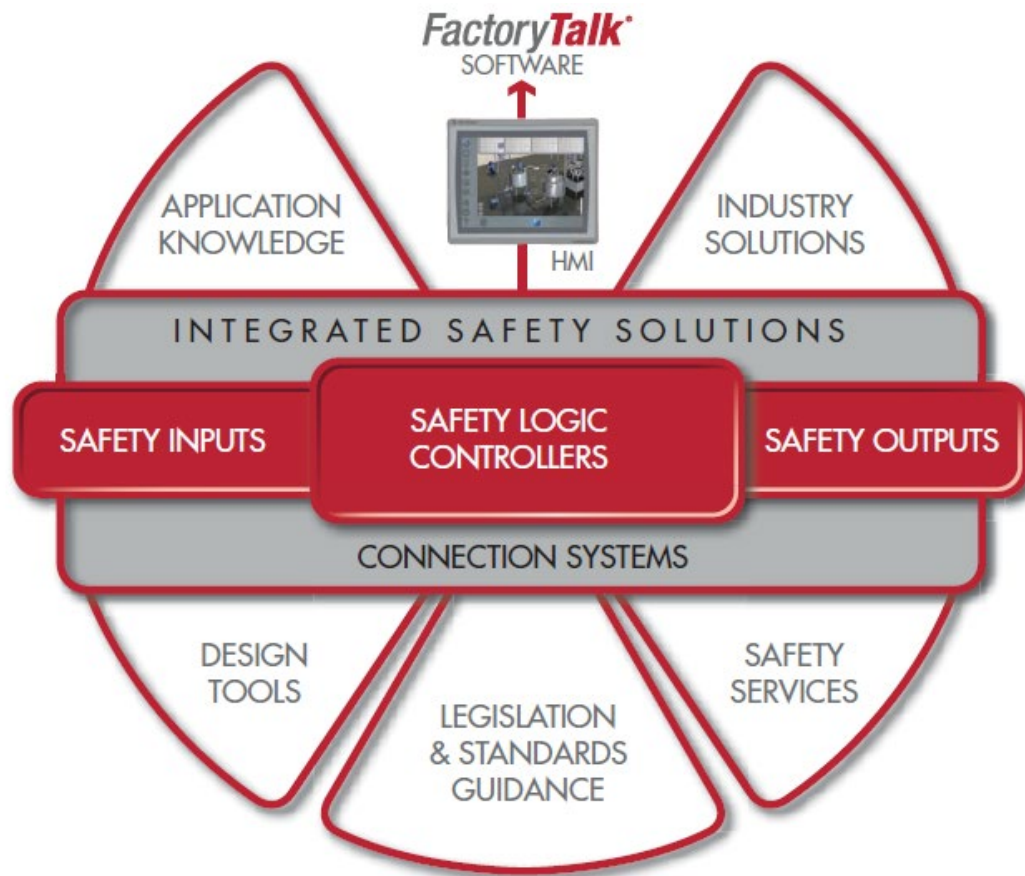 FactoryTalk
SOFTWARE
APPLICATION
KNOWLEDGE
HMI
INDUSTRY
SOLUTIONS
INTEGRATED SAFETY SOLUTIONS
SAFETY INPUTS
SAFETY LOGIC
CONTROLLERS
SAFETY OUTPUTS
CONNECTION SYSTEMS
DESIGN
TOOLS
LEGISLATION
& STANDARDS
GUIDANCE
SAFETY
SERVICES